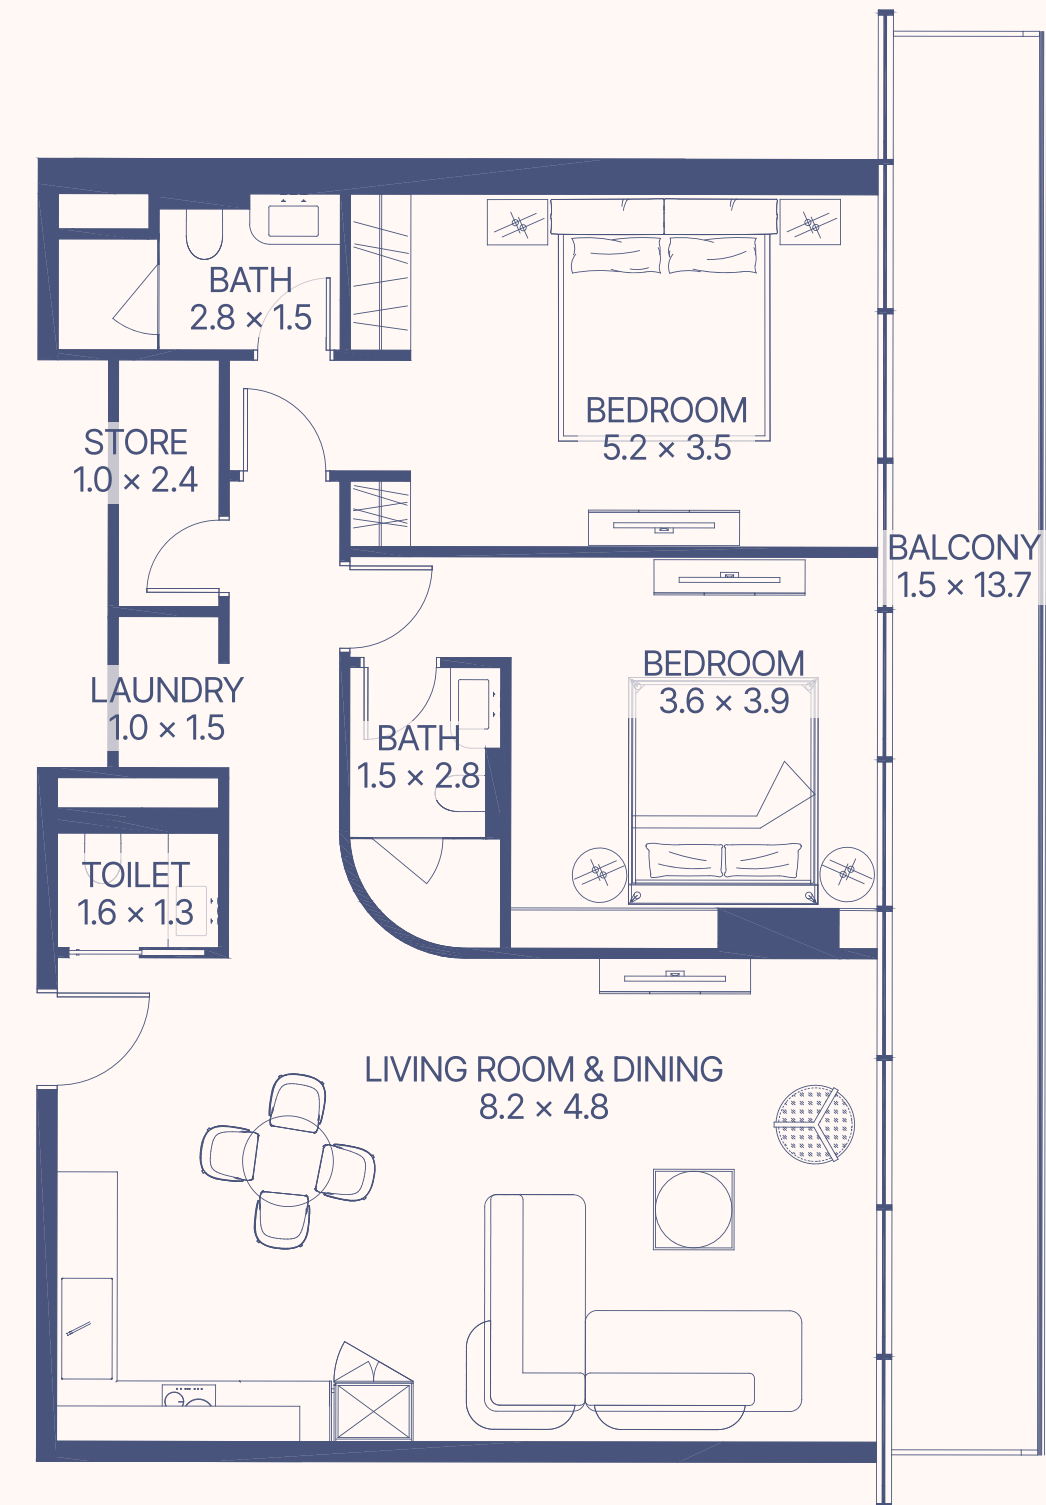 BATH
2.8 × 1.5
BEDROOM
5.2 × 3.5
STORE
1.0 × 2.4
BALCONY
1.5 × 13.7
BEDROOM
3.6 × 3.9
LAUNDRY
1.0 × 1.5
BATH
1.5 × 2.8
TOILET
1.6 × 1.3
LIVING ROOM & DINING
8.2 × 4.8